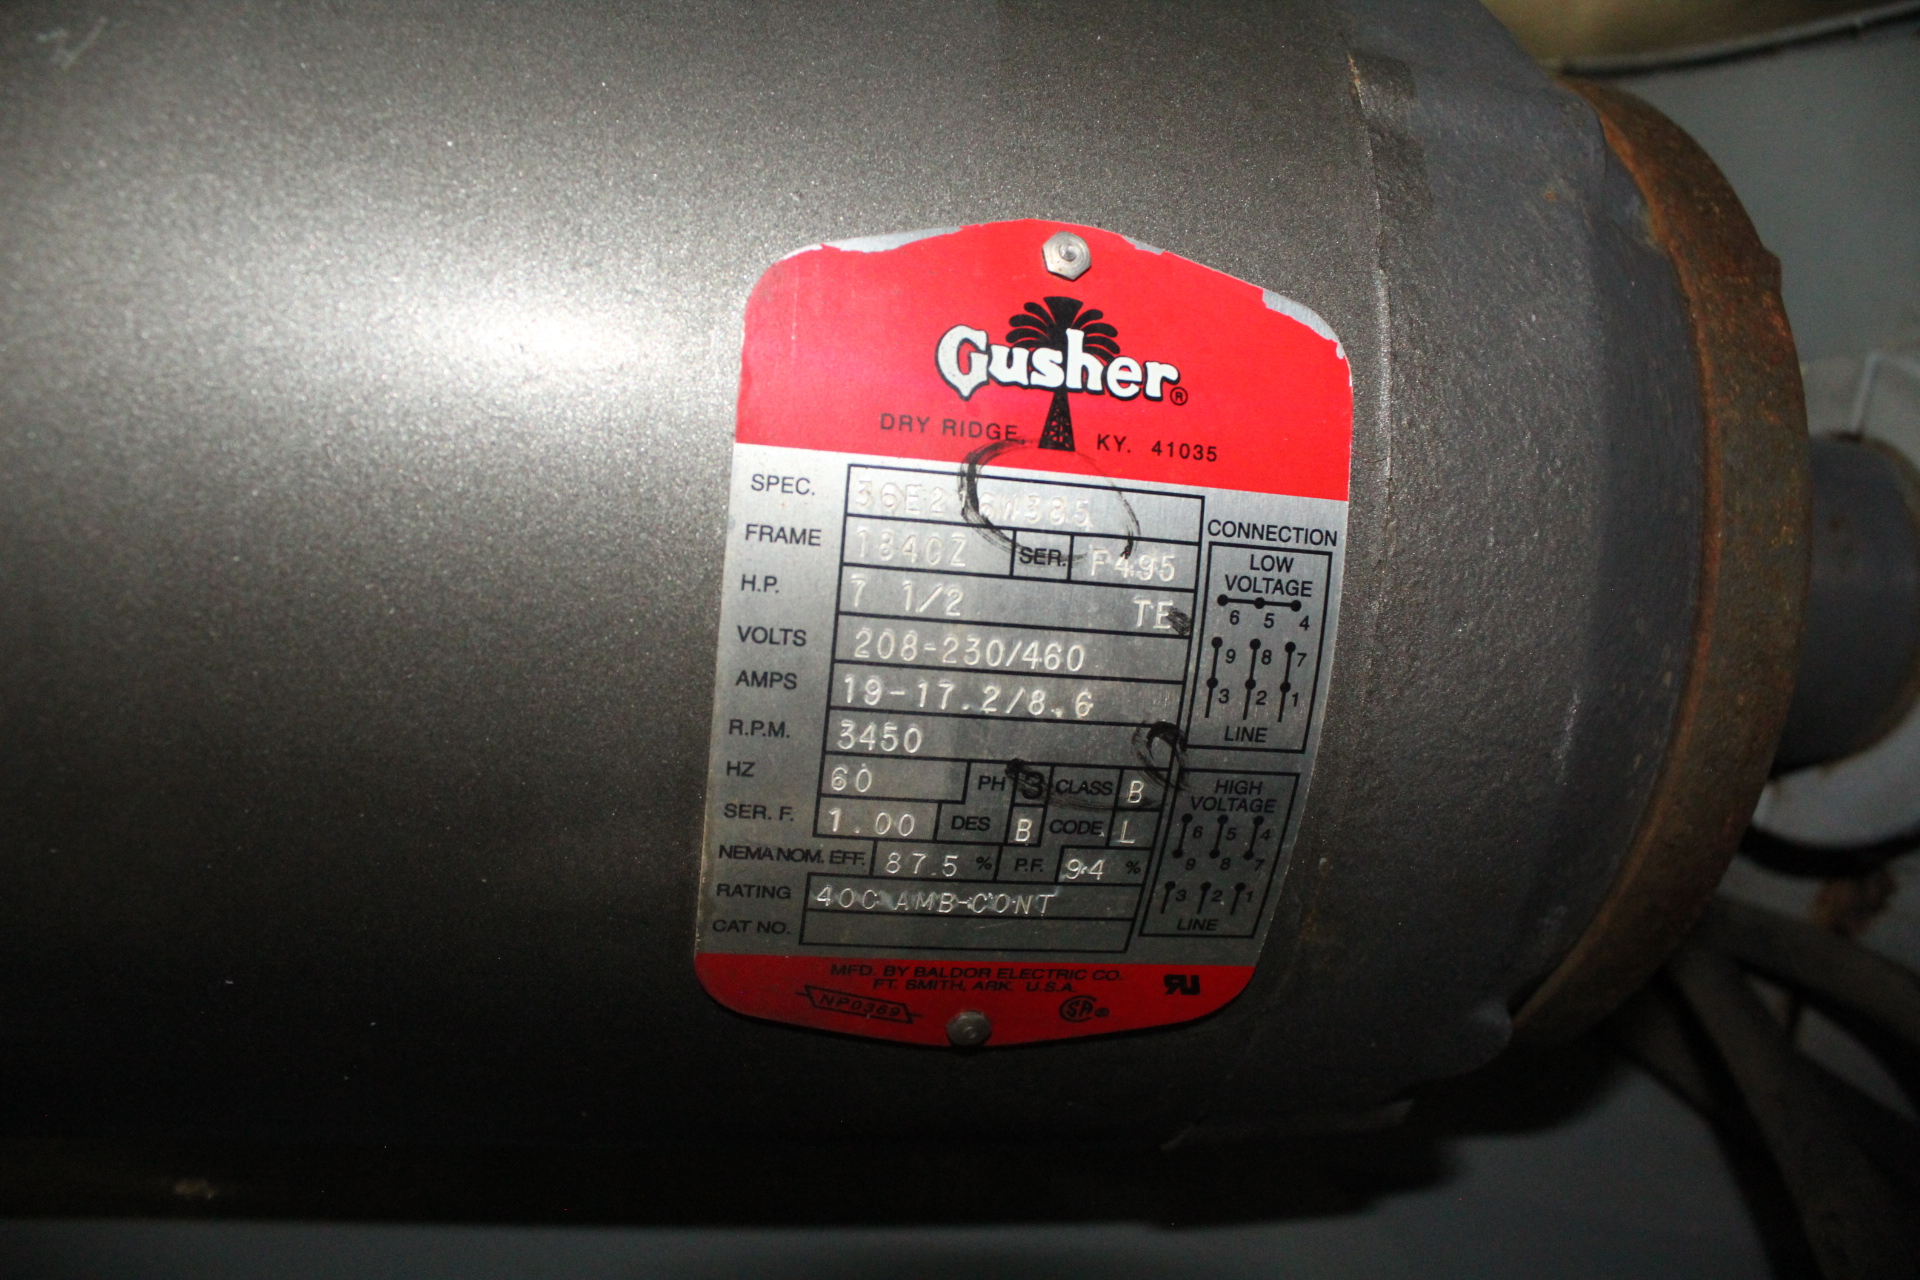 Gusher®
DRY RIDGE, KY. 41035
SPEC. 36E216W385
FRAME 184CZ SER. P495
H.P. 7 1/2 TE
VOLTS 208-230/460
AMPS 19-17.2/8.6
R.P.M. 3450
HZ 60 PH 3 CLASS B
SER. F. 1.00 DES B CODE L
NEMA NOM. EFF. 87.5 % P.F. 94 %
RATING 40C AMB-CONT
CAT NO.
CONNECTION
LOW
VOLTAGE
6 5 4
9 8 7
3 2 1
LINE
HIGH
VOLTAGE
6 5 4
9 8 7
3 2 1
LINE
MFD. BY BALDOR ELECTRIC CO.
FT. SMITH, ARK. U.S.A.
NP0369
SA®
RU